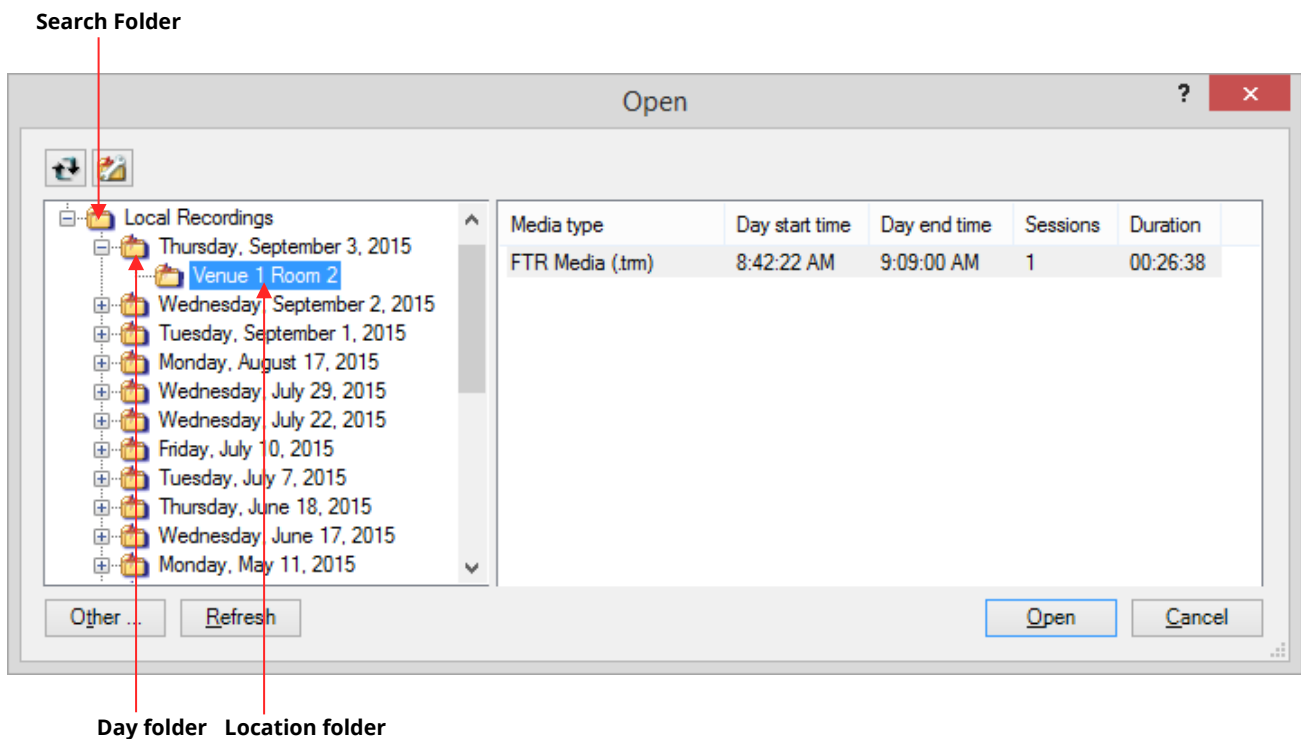 Search Folder
Open
?
Local Recordings
Thursday, September 3, 2015
Venue 1 Room 2
Wednesday, September 2, 2015
Tuesday, September 1, 2015
Monday, August 17, 2015
Wednesday, July 29, 2015
Wednesday, July 22, 2015
Friday, July 10, 2015
Tuesday, July 7, 2015
Thursday, June 18, 2015
Wednesday, June 17, 2015
Monday, May 11, 2015
Media type Day start time Day end time Sessions Duration
FTR Media (.trm) 8:42:22 AM 9:09:00 AM 1 00:26:38
Other ... Refresh Open Cancel
Day folder Location folder